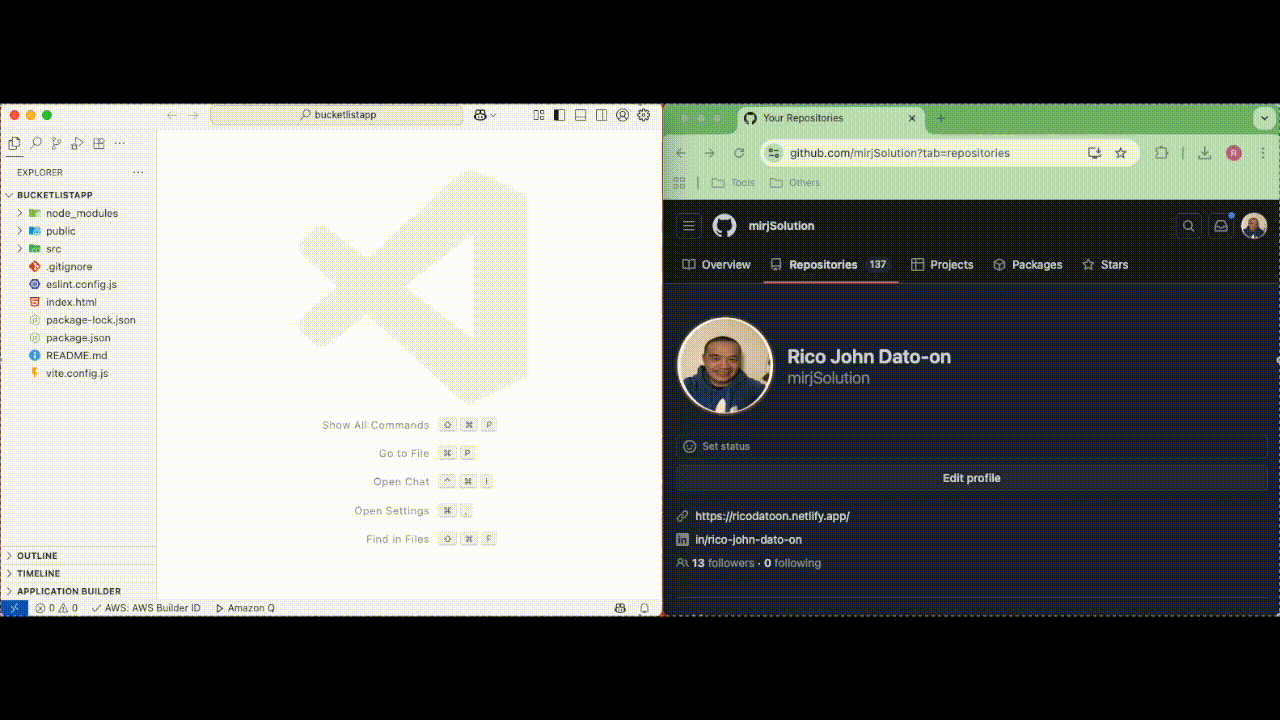 bucketlistapp
EXPLORER
BUCKETLISTAPP
node_modules
public
src
.gitignore
eslint.config.js
index.html
package-lock.json
package.json
README.md
vite.config.js
Show All Commands ⇧ ⌘ P
Go to File ⌘ P
Open Chat ^ ⌘ I
Open Settings ⌘ ,
Find in Files ⇧ ⌘ F
OUTLINE
TIMELINE
APPLICATION BUILDER
0 0 AWS: AWS Builder ID Amazon Q
Your Repositories
github.com/mirjSolution?tab=repositories
R
Tools Others
mirjSolution
Overview Repositories 137 Projects Packages Stars
Rico John Dato-on
mirjSolution
Set status
Edit profile
https://ricodatoon.netlify.app/
in/rico-john-dato-on
13 followers · 0 following